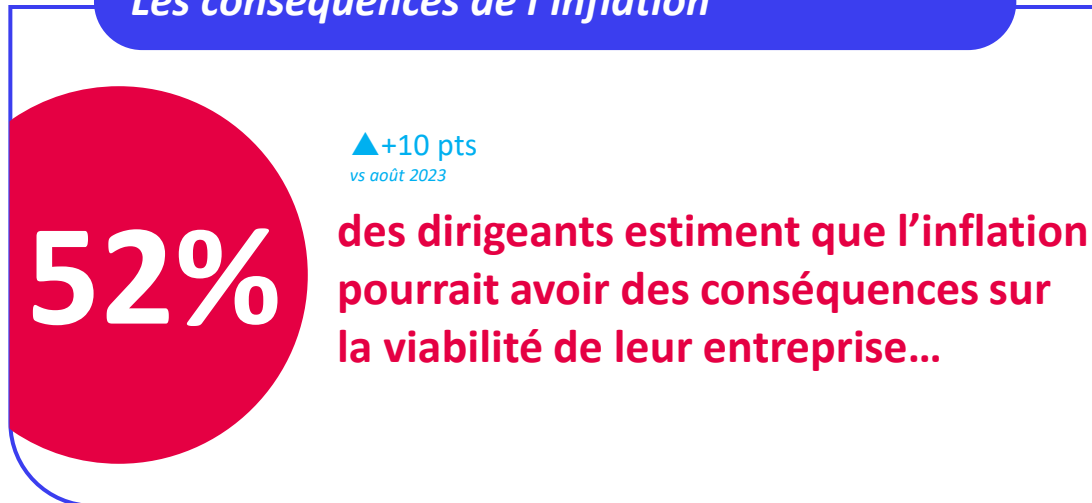 Les conséquences de l'inflation
▲+10 pts
vs août 2023
52%
des dirigeants estiment que l’inflation
pourrait avoir des conséquences sur
la viabilité de leur entreprise…